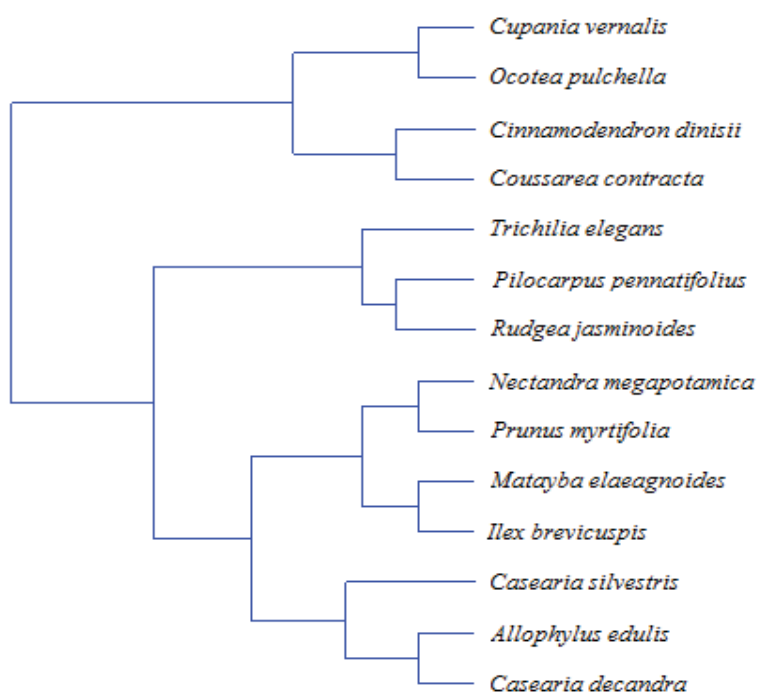 Cupania vernalis
Ocotea pulchella
Cinnamodendron dinisii
Coussarea contracta
Trichilia elegans
Pilocarpus pennatifolius
Rudgea jasminoides
Nectandra megapotamica
Prunus myrtifolia
Matayba elaeagnoides
Ilex brevicuspis
Casearia silvestris
Allophylus edulis
Casearia decandra